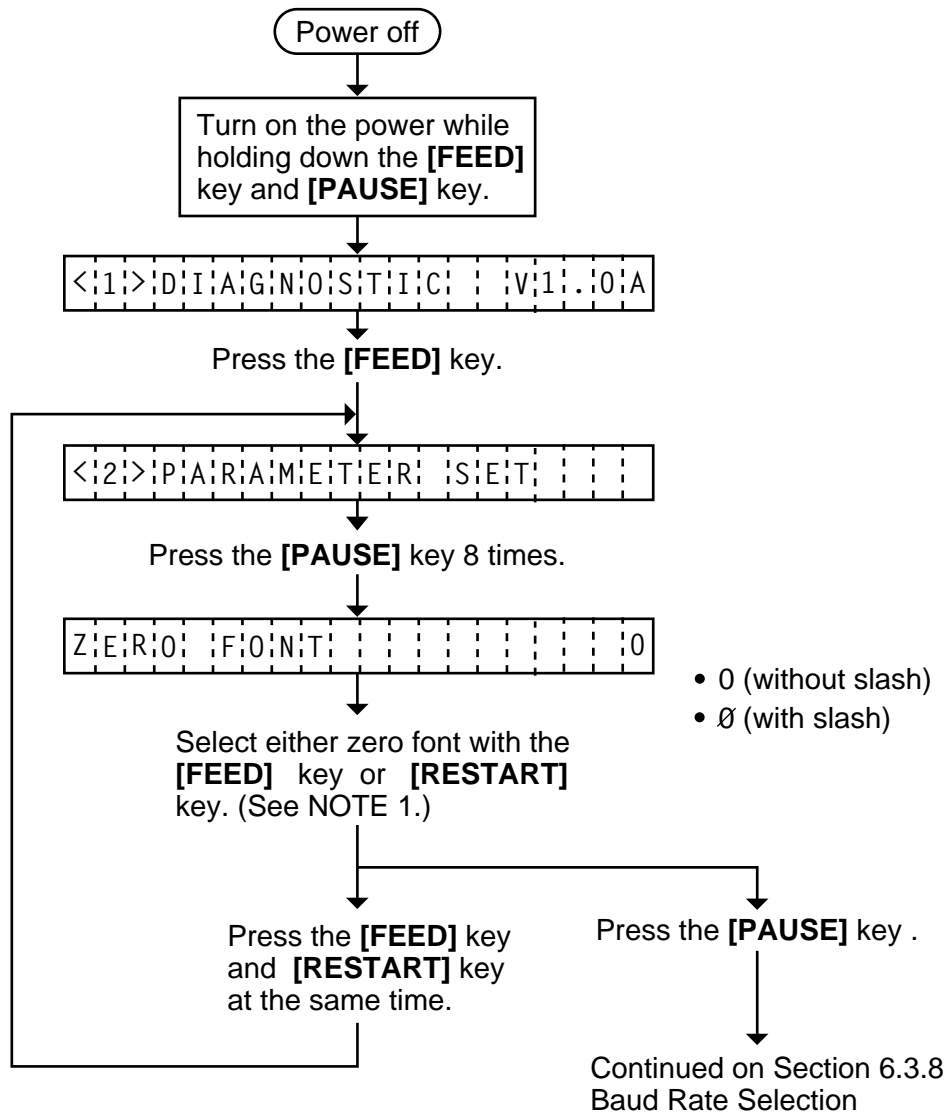 Power off
Turn on the power while
holding down the [FEED]
key and [PAUSE] key.
<1>DIAGNOSTIC  V1.0A
Press the [FEED] key.
<2>PARAMETER SET
Press the [PAUSE] key 8 times.
ZERO FONT          0
• 0 (without slash)
• Ø (with slash)
Select either zero font with the
[FEED] key or [RESTART]
key. (See NOTE 1.)
Press the [FEED] key
and [RESTART] key
at the same time.
Press the [PAUSE] key .
Continued on Section 6.3.8
Baud Rate Selection